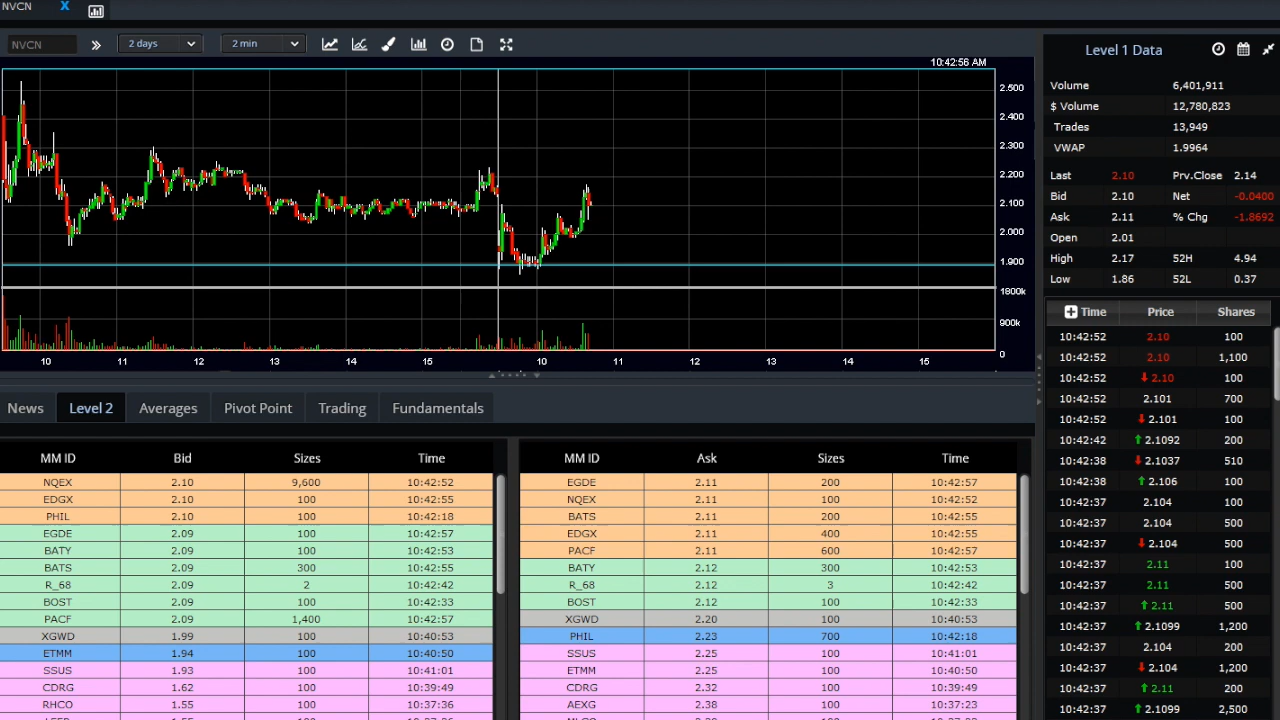 NVCN X
NVCN » 2 days 2 min
10:42:56 AM
2.500
2.400
2.300
2.200
2.100
2.000
1.900
1800k
900k
0
10 11 12 13 14 15 10 11 12 13 14 15
News Level 2 Averages Pivot Point Trading Fundamentals
MM ID Bid Sizes Time
NQEX 2.10 9,600 10:42:52
EDGX 2.10 100 10:42:55
PHIL 2.10 100 10:42:18
EGDE 2.09 100 10:42:57
BATY 2.09 100 10:42:53
BATS 2.09 300 10:42:55
R_68 2.09 2 10:42:42
BOST 2.09 100 10:42:33
PACF 2.09 1,400 10:42:57
XGWD 1.99 100 10:40:53
ETMM 1.94 100 10:40:50
SSUS 1.93 100 10:41:01
CDRG 1.62 100 10:39:49
RHCO 1.55 100 10:37:36
MM ID Ask Sizes Time
EGDE 2.11 200 10:42:57
NQEX 2.11 100 10:42:52
BATS 2.11 200 10:42:55
EDGX 2.11 400 10:42:55
PACF 2.11 600 10:42:57
BATY 2.12 300 10:42:53
R_68 2.12 3 10:42:42
BOST 2.12 100 10:42:33
XGWD 2.20 100 10:40:53
PHIL 2.23 700 10:42:18
SSUS 2.25 100 10:41:01
ETMM 2.25 100 10:40:50
CDRG 2.32 100 10:39:49
AEXG 2.38 100 10:37:23
Level 1 Data
Volume 6,401,911
$ Volume 12,780,823
Trades 13,949
VWAP 1.9964
Last 2.10 Prv.Close 2.14
Bid 2.10 Net -0.0400
Ask 2.11 % Chg -1.8692
Open 2.01
High 2.17 52H 4.94
Low 1.86 52L 0.37
Time Price Shares
10:42:52 2.10 100
10:42:52 2.10 1,100
10:42:52 2.10 100
10:42:52 2.101 700
10:42:52 2.101 100
10:42:42 2.1092 200
10:42:38 2.1037 510
10:42:38 2.106 100
10:42:37 2.104 100
10:42:37 2.104 500
10:42:37 2.104 500
10:42:37 2.11 100
10:42:37 2.11 500
10:42:37 2.11 500
10:42:37 2.1099 1,200
10:42:37 2.104 200
10:42:37 2.104 1,200
10:42:37 2.11 200
10:42:37 2.1099 2,500